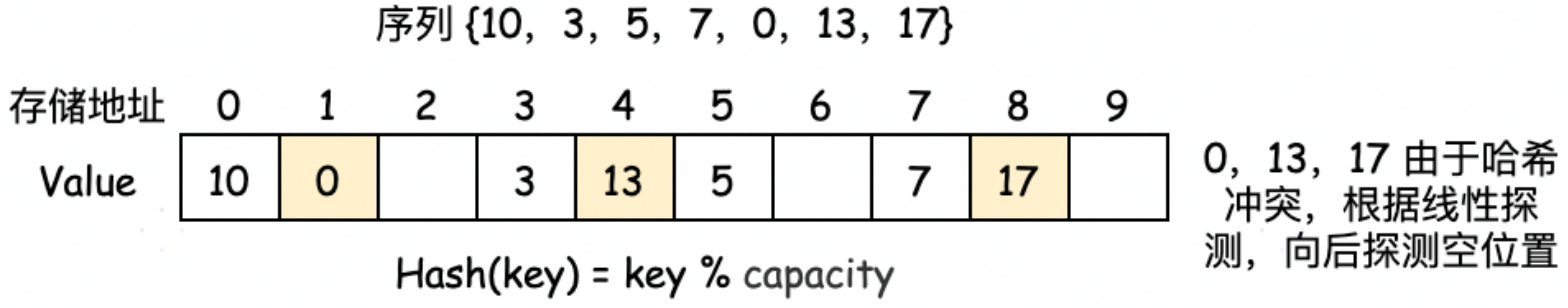 序列 {10, 3, 5, 7, 0, 13, 17}
存储地址 0 1 2 3 4 5 6 7 8 9
Value 10 0 3 13 5 7 17
0, 13, 17 由于哈希
冲突, 根据线性探
测, 向后探测空位置
Hash(key) = key % capacity